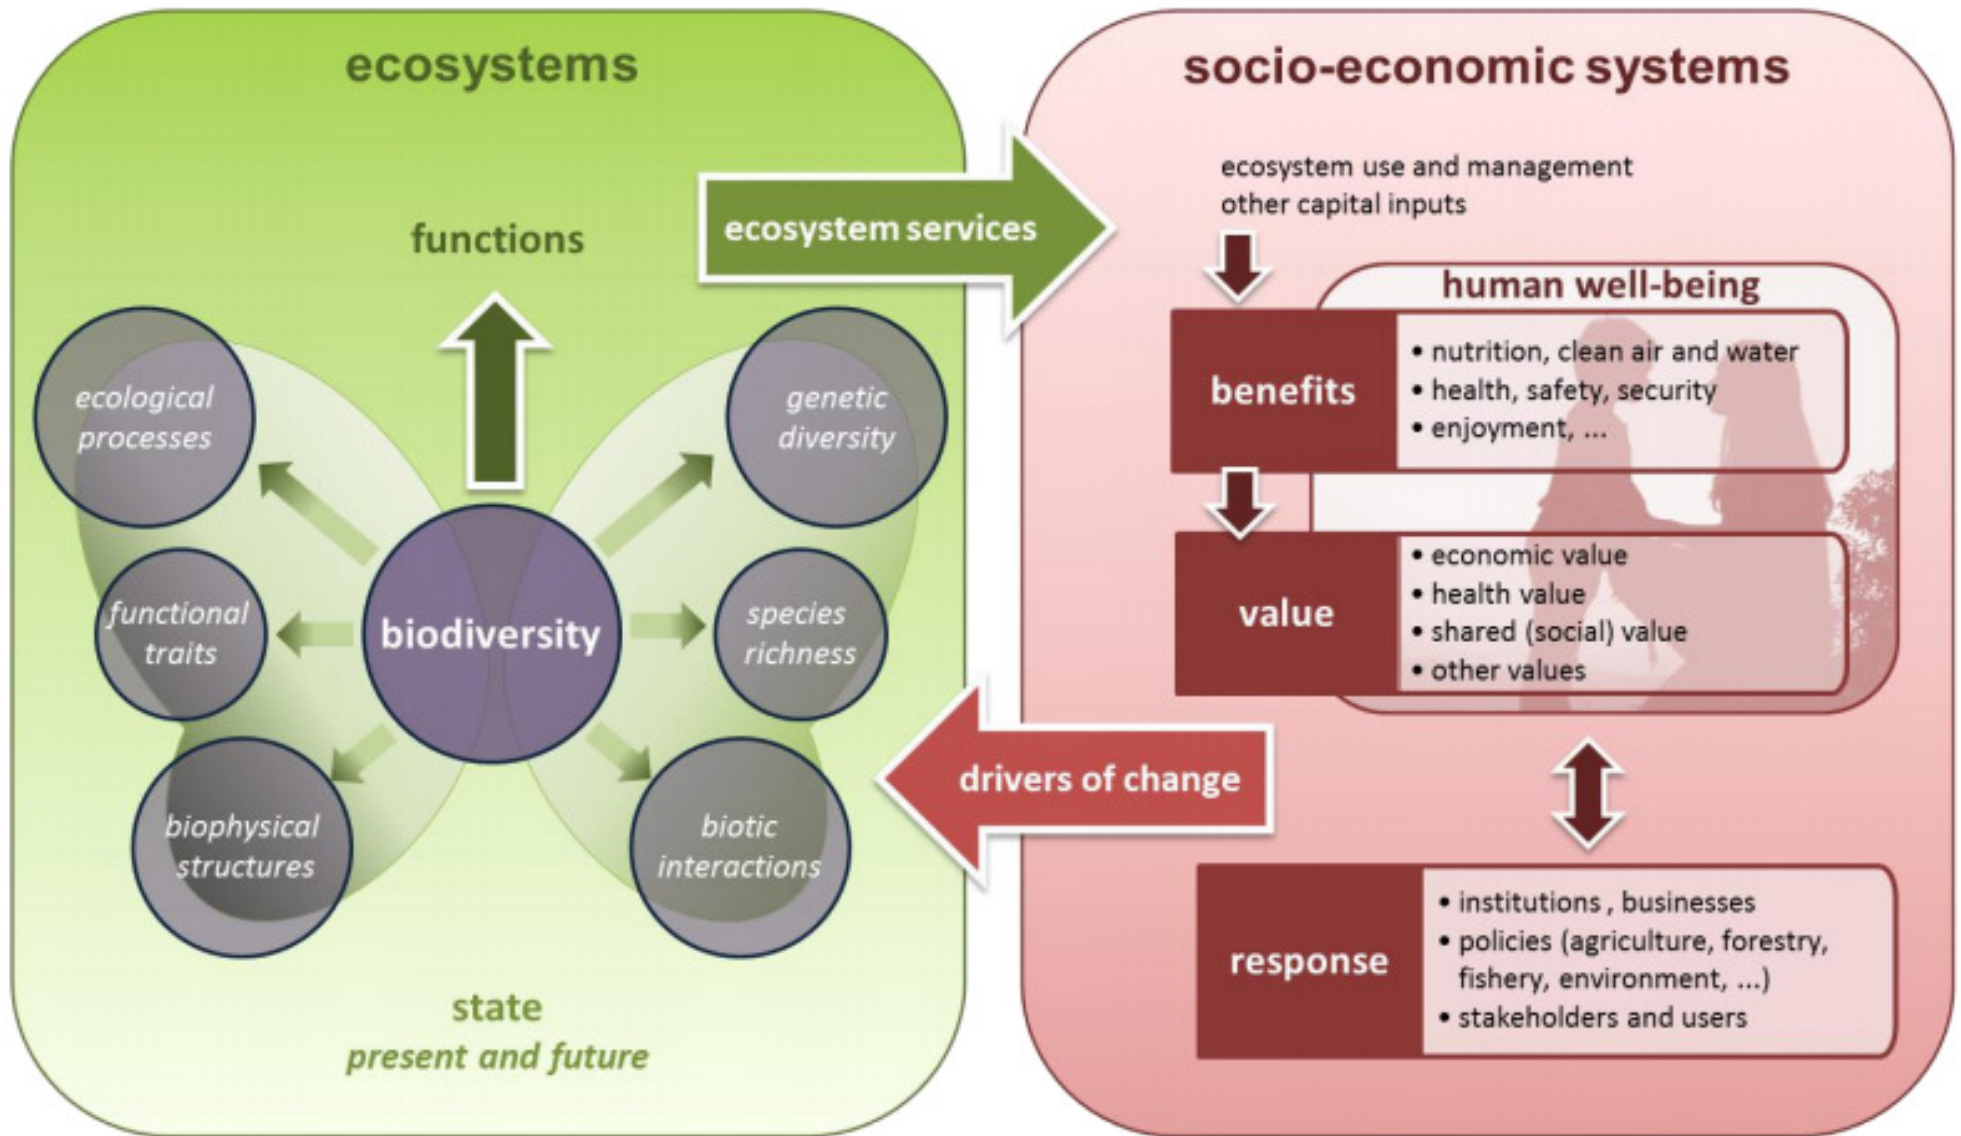 ecosystems
functions
ecosystem services
ecological
processes
genetic
diversity
functional
traits
biodiversity
species
richness
biophysical
structures
biotic
interactions
state
present and future
socio-economic systems
ecosystem use and management
other capital inputs
human well-being
benefits
• nutrition, clean air and water
• health, safety, security
• enjoyment, ...
value
• economic value
• health value
• shared (social) value
• other values
drivers of change
response
• institutions , businesses
• policies (agriculture, forestry,
fishery, environment, ...)
• stakeholders and users